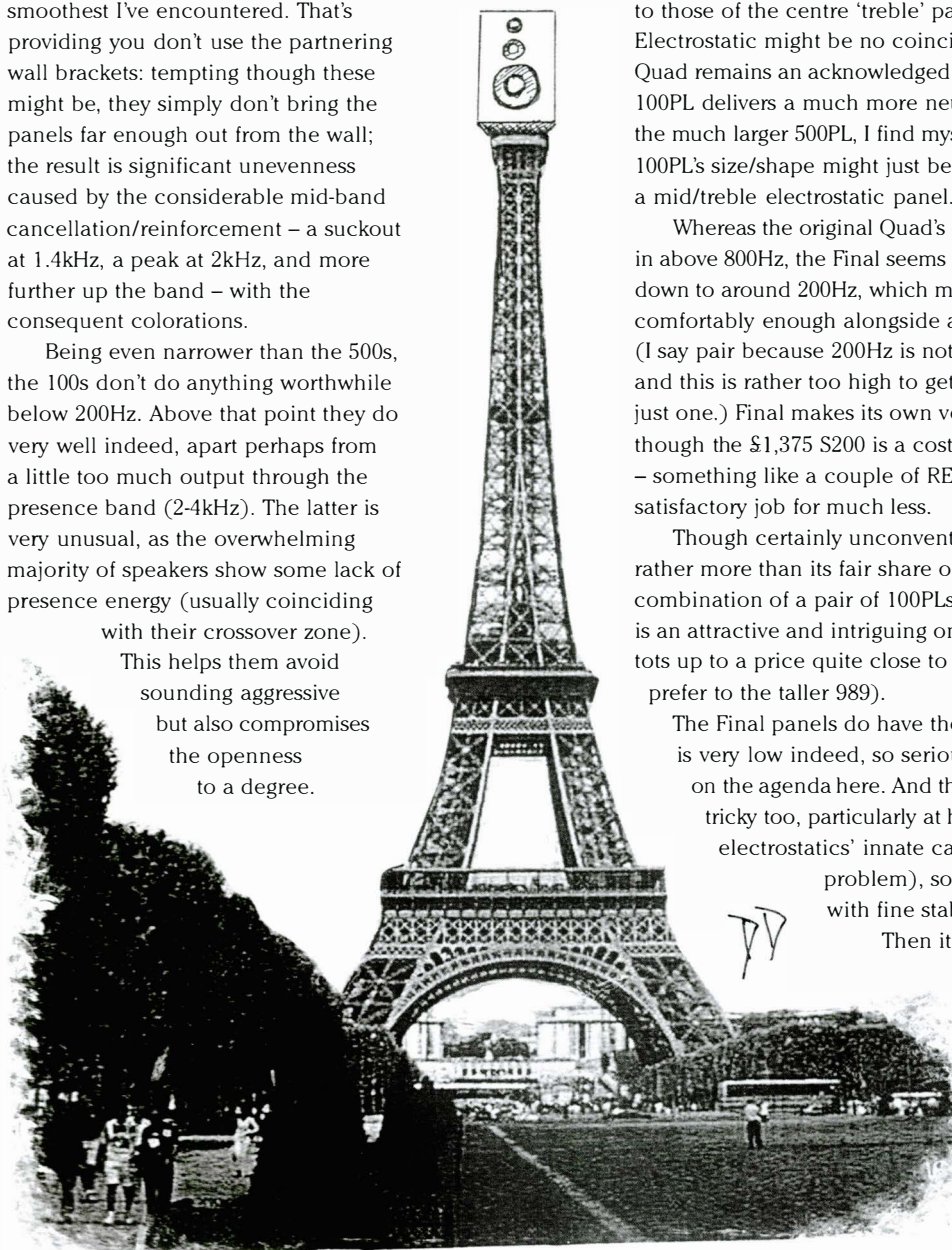 smoothest I've encountered. That's
providing you don't use the partnering
wall brackets: tempting though these
might be, they simply don't bring the
panels far enough out from the wall;
the result is significant unevenness
caused by the considerable mid-band
cancellation/reinforcement – a suckout
at 1.4kHz, a peak at 2kHz, and more
further up the band – with the
consequent colorations.
Being even narrower than the 500s,
the 100s don't do anything worthwhile
below 200Hz. Above that point they do
very well indeed, apart perhaps from
a little too much output through the
presence band (2-4kHz). The latter is
very unusual, as the overwhelming
majority of speakers show some lack of
presence energy (usually coinciding
with their crossover zone).
This helps them avoid
sounding aggressive
but also compromises
the openness
to a degree.
to those of the centre 'treble' pa
Electrostatic might be no coinci
Quad remains an acknowledged
100PL delivers a much more neu
the much larger 500PL, I find mys
100PL's size/shape might just be
a mid/treble electrostatic panel.
Whereas the original Quad's
in above 800Hz, the Final seems
down to around 200Hz, which m
comfortably enough alongside a
(I say pair because 200Hz is not
and this is rather too high to get
just one.) Final makes its own ve
though the £1,375 S200 is a cost
– something like a couple of RE
satisfactory job for much less.
Though certainly unconvent
rather more than its fair share o
combination of a pair of 100PLs
is an attractive and intriguing on
tots up to a price quite close to
prefer to the taller 989).
The Final panels do have the
is very low indeed, so seriou
on the agenda here. And th
tricky too, particularly at h
electrostatics' innate ca
problem), so
with fine stab
Then it